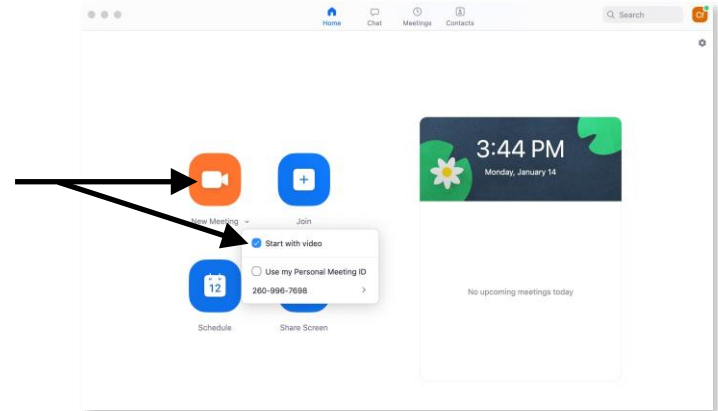 Home
Chat
Meetings
Contacts
Search
Cf
3:44 PM
Monday, January 14
New Meeting
Join
Start with video
Use my Personal Meeting ID
260-996-7698
12
Schedule
Share Screen
No upcoming meetings today